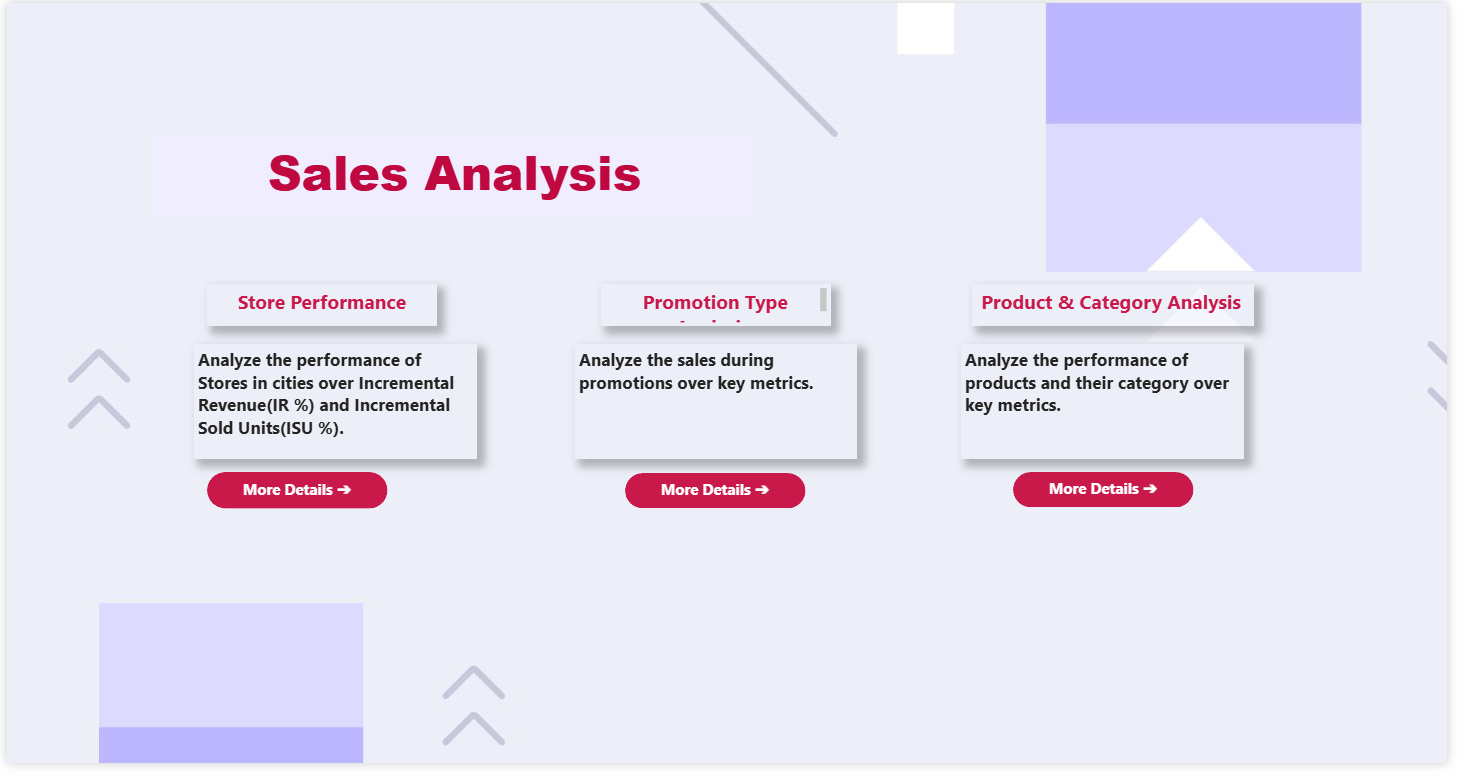 Sales Analysis
Store Performance
Analyze the performance of
Stores in cities over Incremental
Revenue(IR %) and Incremental
Sold Units(ISU %).
More Details ➔
Promotion Type
Analyze the sales during
promotions over key metrics.
More Details ➔
Product & Category Analysis
Analyze the performance of
products and their category over
key metrics.
More Details ➔